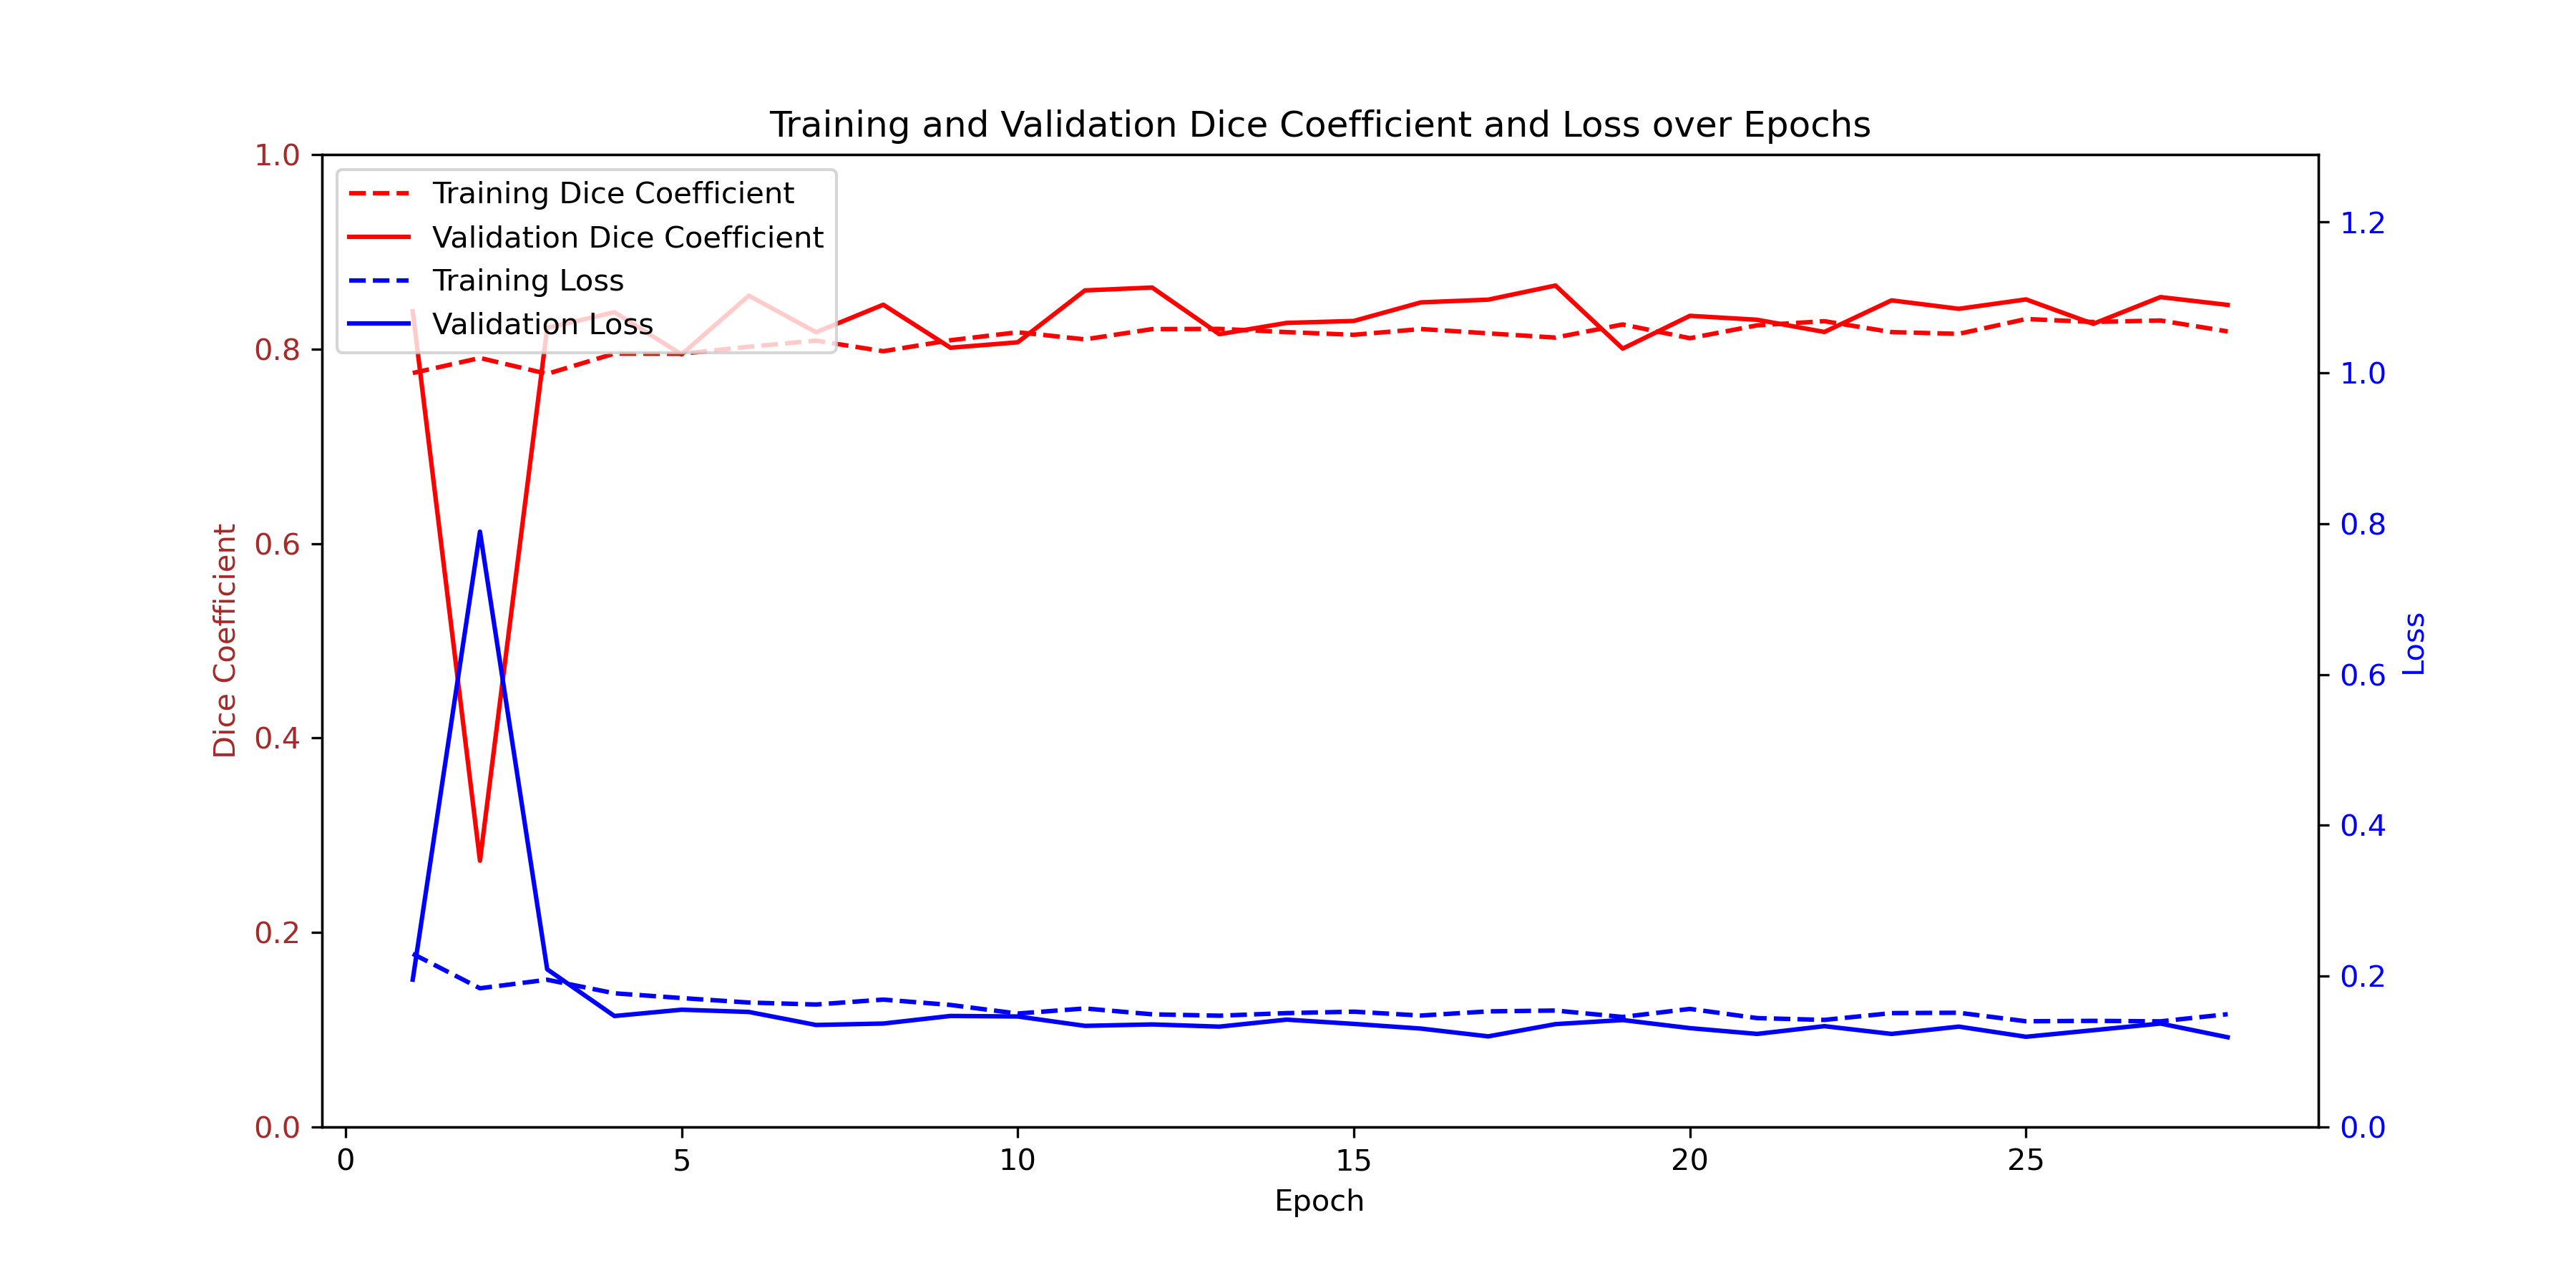 Training and Validation Dice Coefficient and Loss over Epochs
1.0
0.8
0.6
0.4
0.2
0.0
Dice Coefficient
Training Dice Coefficient
Validation Dice Coefficient
Training Loss
Validation Loss
1.2
1.0
0.8
0.6
0.4
0.2
0.0
Loss
0 5 10 15 20 25
Epoch